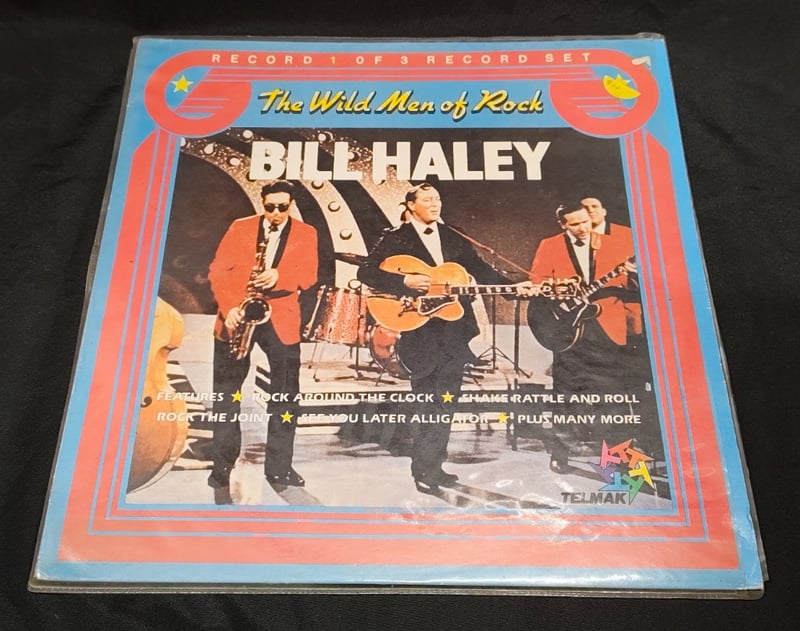 RECORD 1 OF 3 RECORD SET
The Wild Men of Rock
BILL HALEY
FEATURES ★ ROCK AROUND THE CLOCK ★ SHAKE RATTLE AND ROLL
ROCK THE JOINT ★ SEE YOU LATER ALLIGATOR ★ PLUS MANY MORE
TELMAK